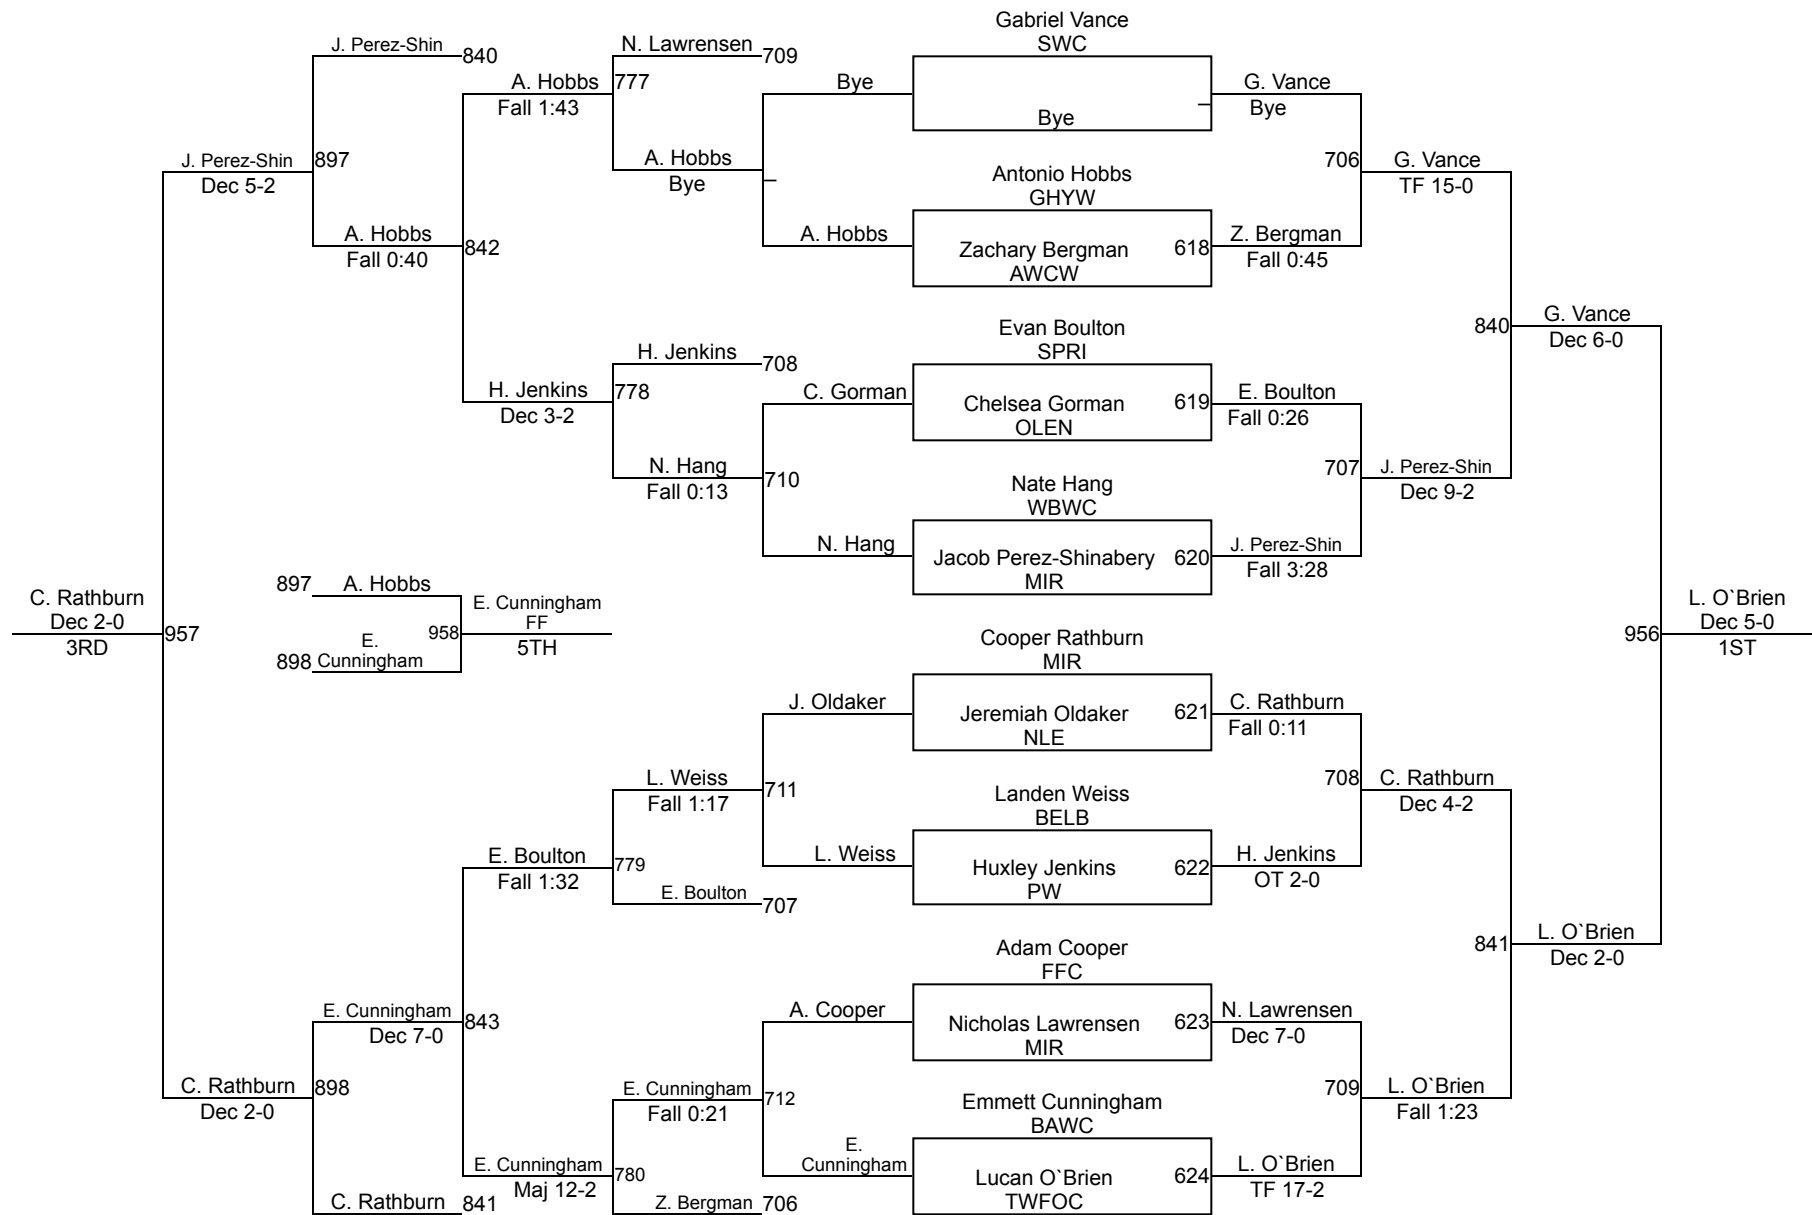 Gabriel Vance
SWC
J. Perez-Shin
840
N. Lawrensen
709
A. Hobbs
777
Fall 1:43
Bye
Bye
–
G. Vance
Bye
J. Perez-Shin
897
Dec 5-2
A. Hobbs
Bye
–
Antonio Hobbs
GHYW
706
G. Vance
TF 15-0
A. Hobbs
Fall 0:40
842
A. Hobbs
Zachary Bergman
618
AWCW
Z. Bergman
Fall 0:45
Evan Boulton
SPRI
840
G. Vance
Dec 6-0
H. Jenkins
708
H. Jenkins
778
Dec 3-2
C. Gorman
Chelsea Gorman
619
OLEN
E. Boulton
Fall 0:26
N. Hang
Fall 0:13
710
Nate Hang
WBWC
707
J. Perez-Shin
Dec 9-2
N. Hang
Jacob Perez-Shinabery
620
MIR
J. Perez-Shin
Fall 3:28
C. Rathburn
Dec 2-0
3RD
957
897
A. Hobbs
898
E.
Cunningham
958
E. Cunningham
FF
5TH
Cooper Rathburn
MIR
956
L. O`Brien
Dec 5-0
1ST
J. Oldaker
Jeremiah Oldaker
621
NLE
C. Rathburn
Fall 0:11
L. Weiss
Fall 1:17
711
Landen Weiss
BELB
708
C. Rathburn
Dec 4-2
E. Boulton
Fall 1:32
779
L. Weiss
Huxley Jenkins
622
PW
H. Jenkins
OT 2-0
E. Boulton
707
Adam Cooper
FFC
841
L. O`Brien
Dec 2-0
E. Cunningham
Dec 7-0
843
A. Cooper
Nicholas Lawrensen
623
MIR
N. Lawrensen
Dec 7-0
C. Rathburn
Dec 2-0
898
E. Cunningham
Fall 0:21
712
Emmett Cunningham
BAWC
709
L. O`Brien
Fall 1:23
E. Cunningham
Maj 12-2
780
E.
Cunningham
Lucan O`Brien
624
TWFOC
L. O`Brien
TF 17-2
C. Rathburn
841
Z. Bergman
706